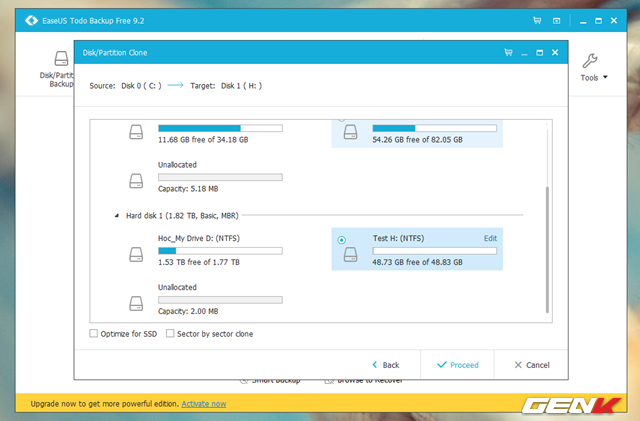 EaseUS Todo Backup Free 9.2
Disk/Partition Clone
Disk/Partiti
Backup
Tools
Source: Disk 0 ( C: ) Target: Disk 1 ( H: )
11.68 GB free of 34.18 GB
54.26 GB free of 82.05 GB
Unallocated
Capacity: 5.18 MB
Hard disk 1 (1.82 TB, Basic, MBR)
Hoc_My Drive D: (NTFS)
Test H: (NTFS) Edit
1.53 TB free of 1.77 TB
48.73 GB free of 48.83 GB
Unallocated
Capacity: 2.00 MB
Optimize for SSD Sector by sector clone
Back Proceed Cancel
Smart Backup Browse to Recover
Upgrade now to get more powerful edition. Activate now
GENK